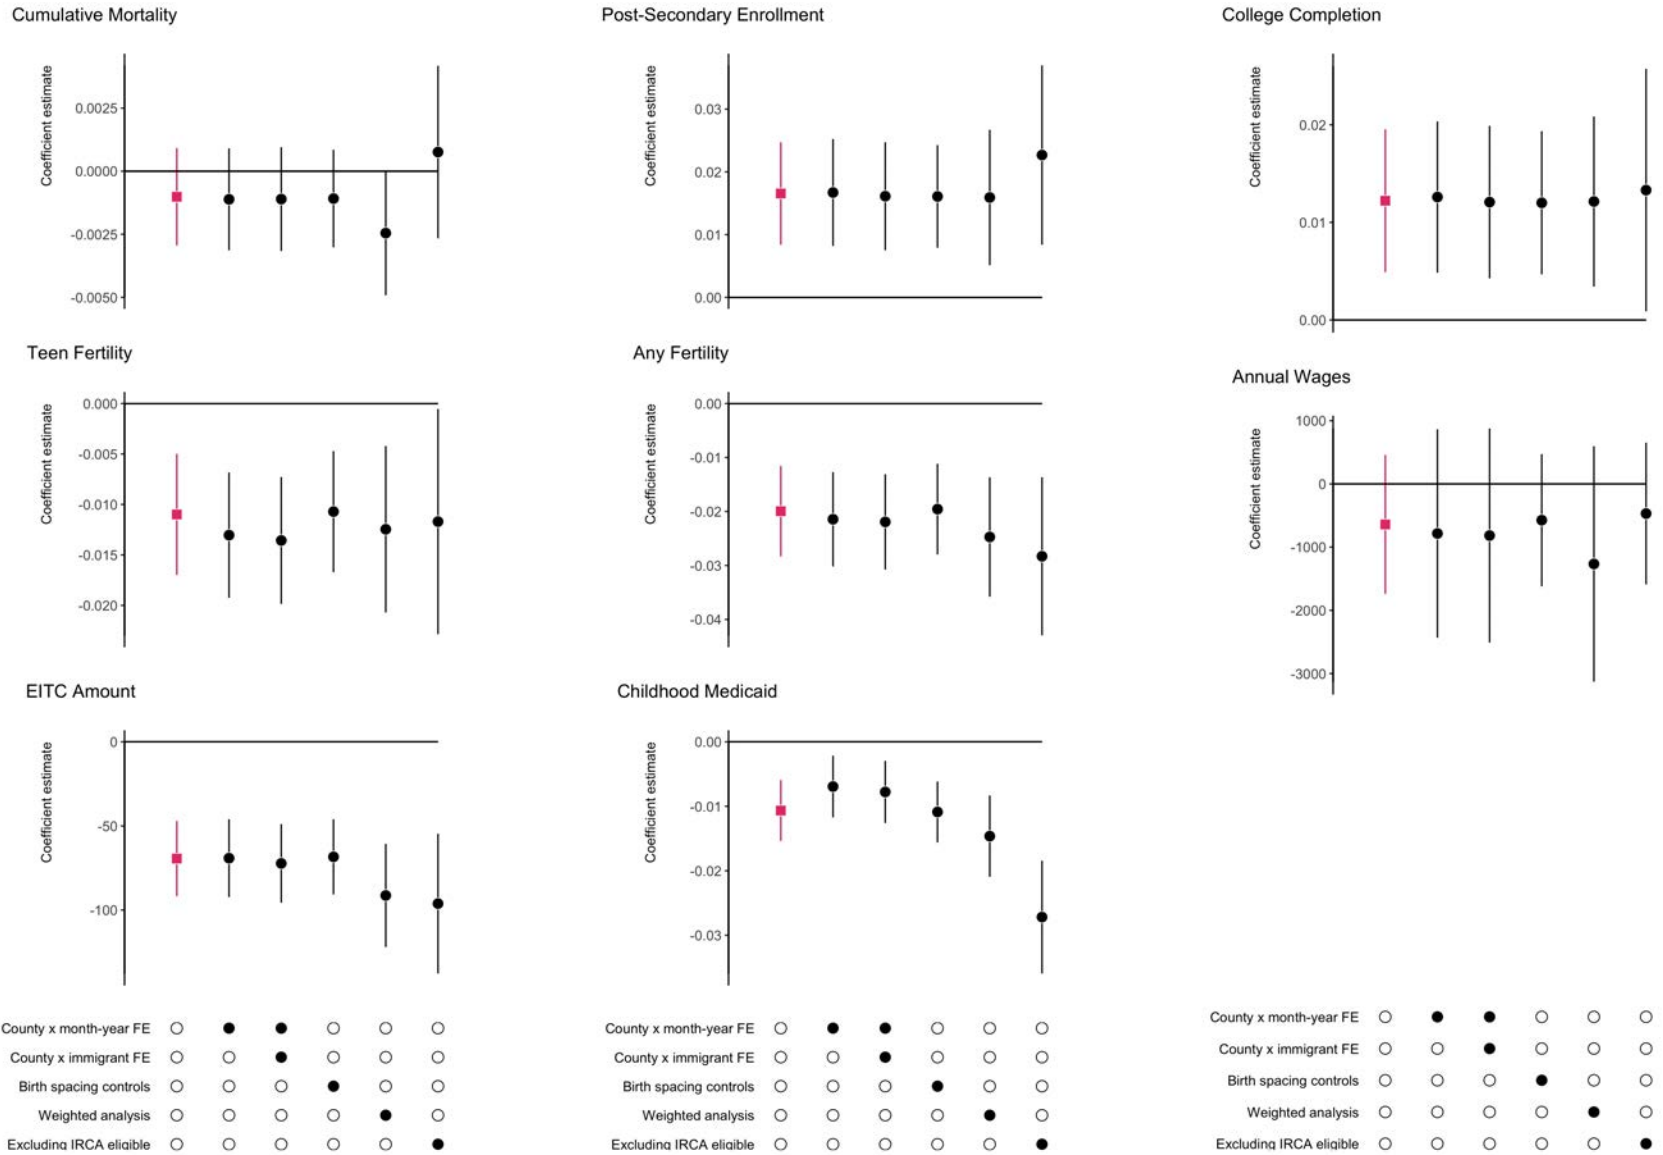 Cumulative Mortality
Coefficient estimate
0.0025
0.0000
-0.0025
-0.0050
Post-Secondary Enrollment
Coefficient estimate
0.03
0.02
0.01
0.00
College Completion
Coefficient estimate
0.02
0.01
0.00
Teen Fertility
Coefficient estimate
0.000
-0.005
-0.010
-0.015
-0.020
Any Fertility
Coefficient estimate
0.00
-0.01
-0.02
-0.03
-0.04
Annual Wages
Coefficient estimate
1000
0
-1000
-2000
-3000
EITC Amount
Coefficient estimate
0
-50
-100
Childhood Medicaid
Coefficient estimate
0.00
-0.01
-0.02
-0.03
County x month-year FE
County x immigrant FE
Birth spacing controls
Weighted analysis
Excluding IRCA eligible
County x month-year FE
County x immigrant FE
Birth spacing controls
Weighted analysis
Excluding IRCA eligible
County x month-year FE
County x immigrant FE
Birth spacing controls
Weighted analysis
Excluding IRCA eligible